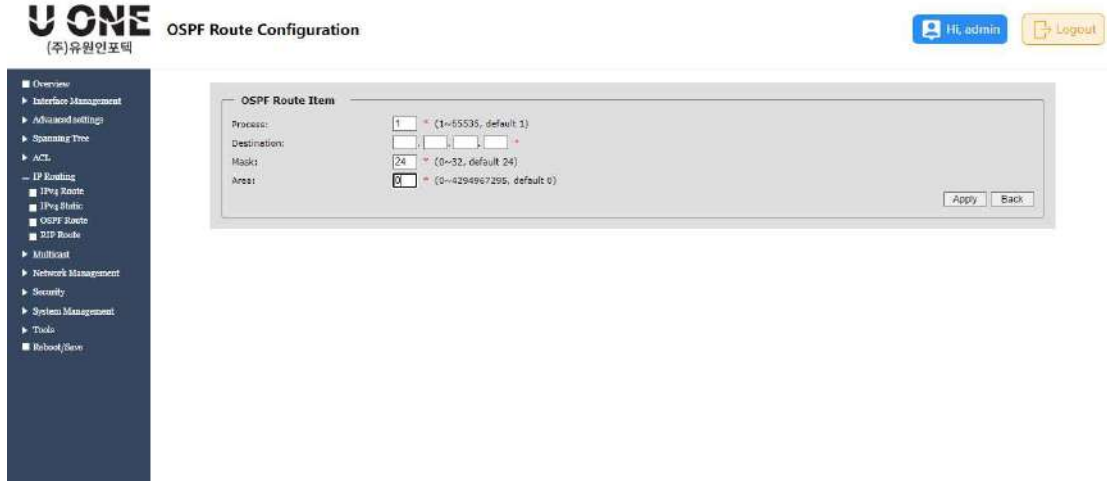 U ONE
(주)유원인포텍
OSPF Route Configuration
Hi, admin
Logout
Overview
Interface Management
Advanced settings
Spanning Tree
ACL
IP Routing
IPv4 Route
IPv4 Static
OSPF Route
RIP Route
Multicast
Network Management
Security
System Management
Tools
Reboot/Save
OSPF Route Item
Process: 1 * (1~65535, default 1)
Destination: . . . *
Mask: 24 * (0~32, default 24)
Area: 0 * (0~4294967295, default 0)
Apply Back